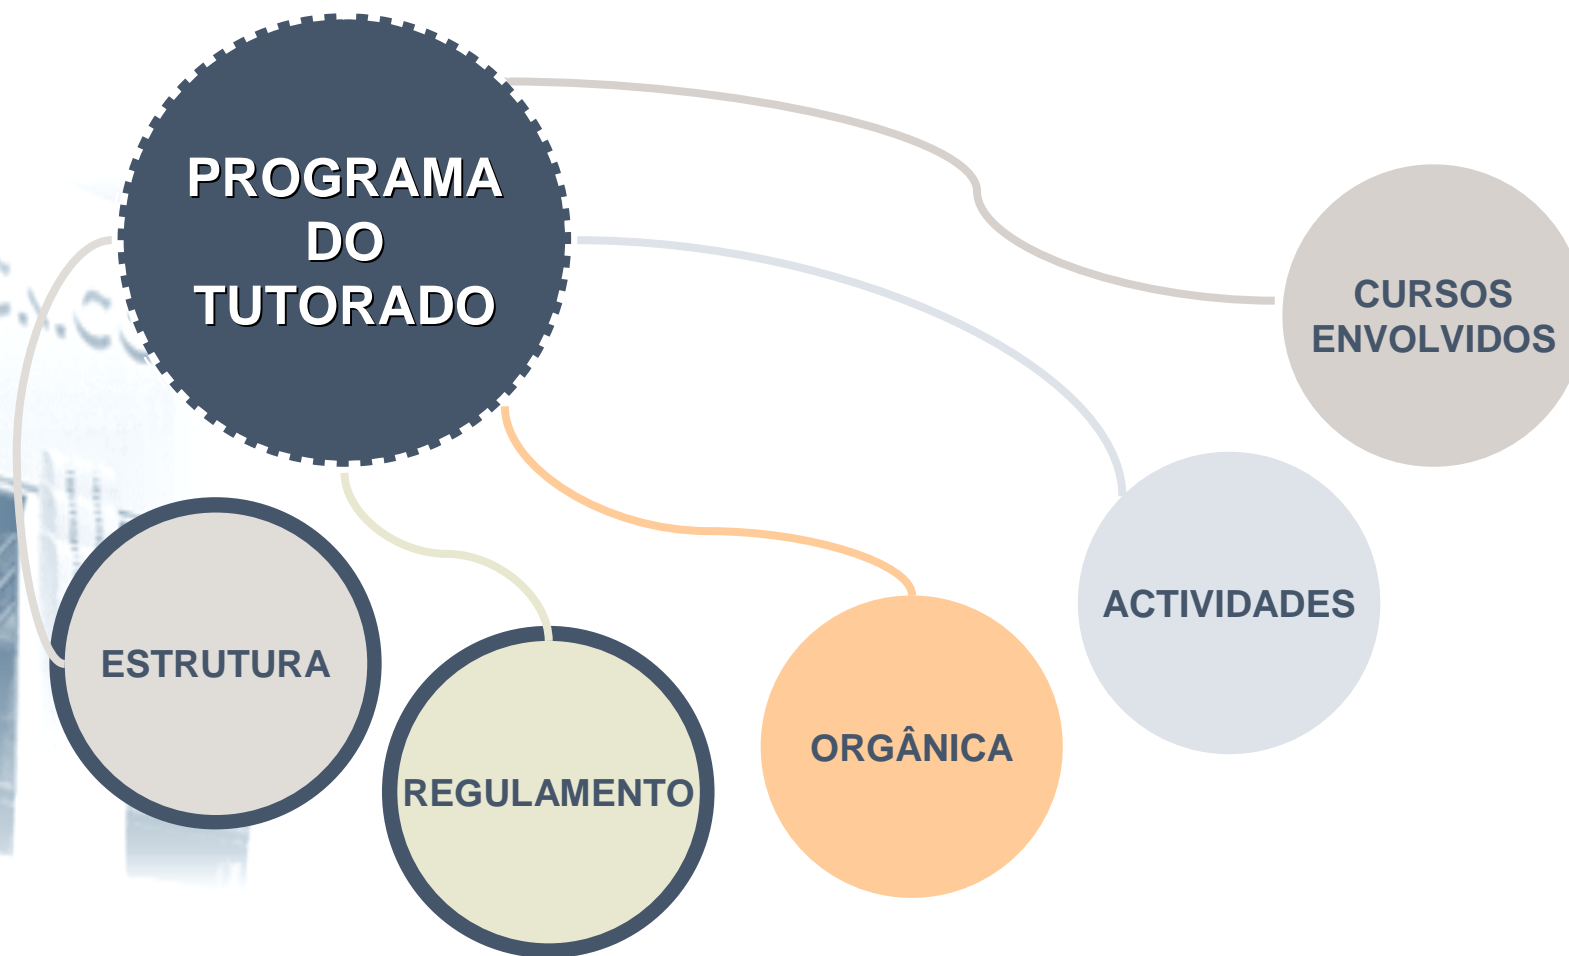 PROGRAMA
DO
TUTORADO
CURSOS
ENVOLVIDOS
ACTIVIDADES
ESTRUTURA
ORGÂNICA
REGULAMENTO